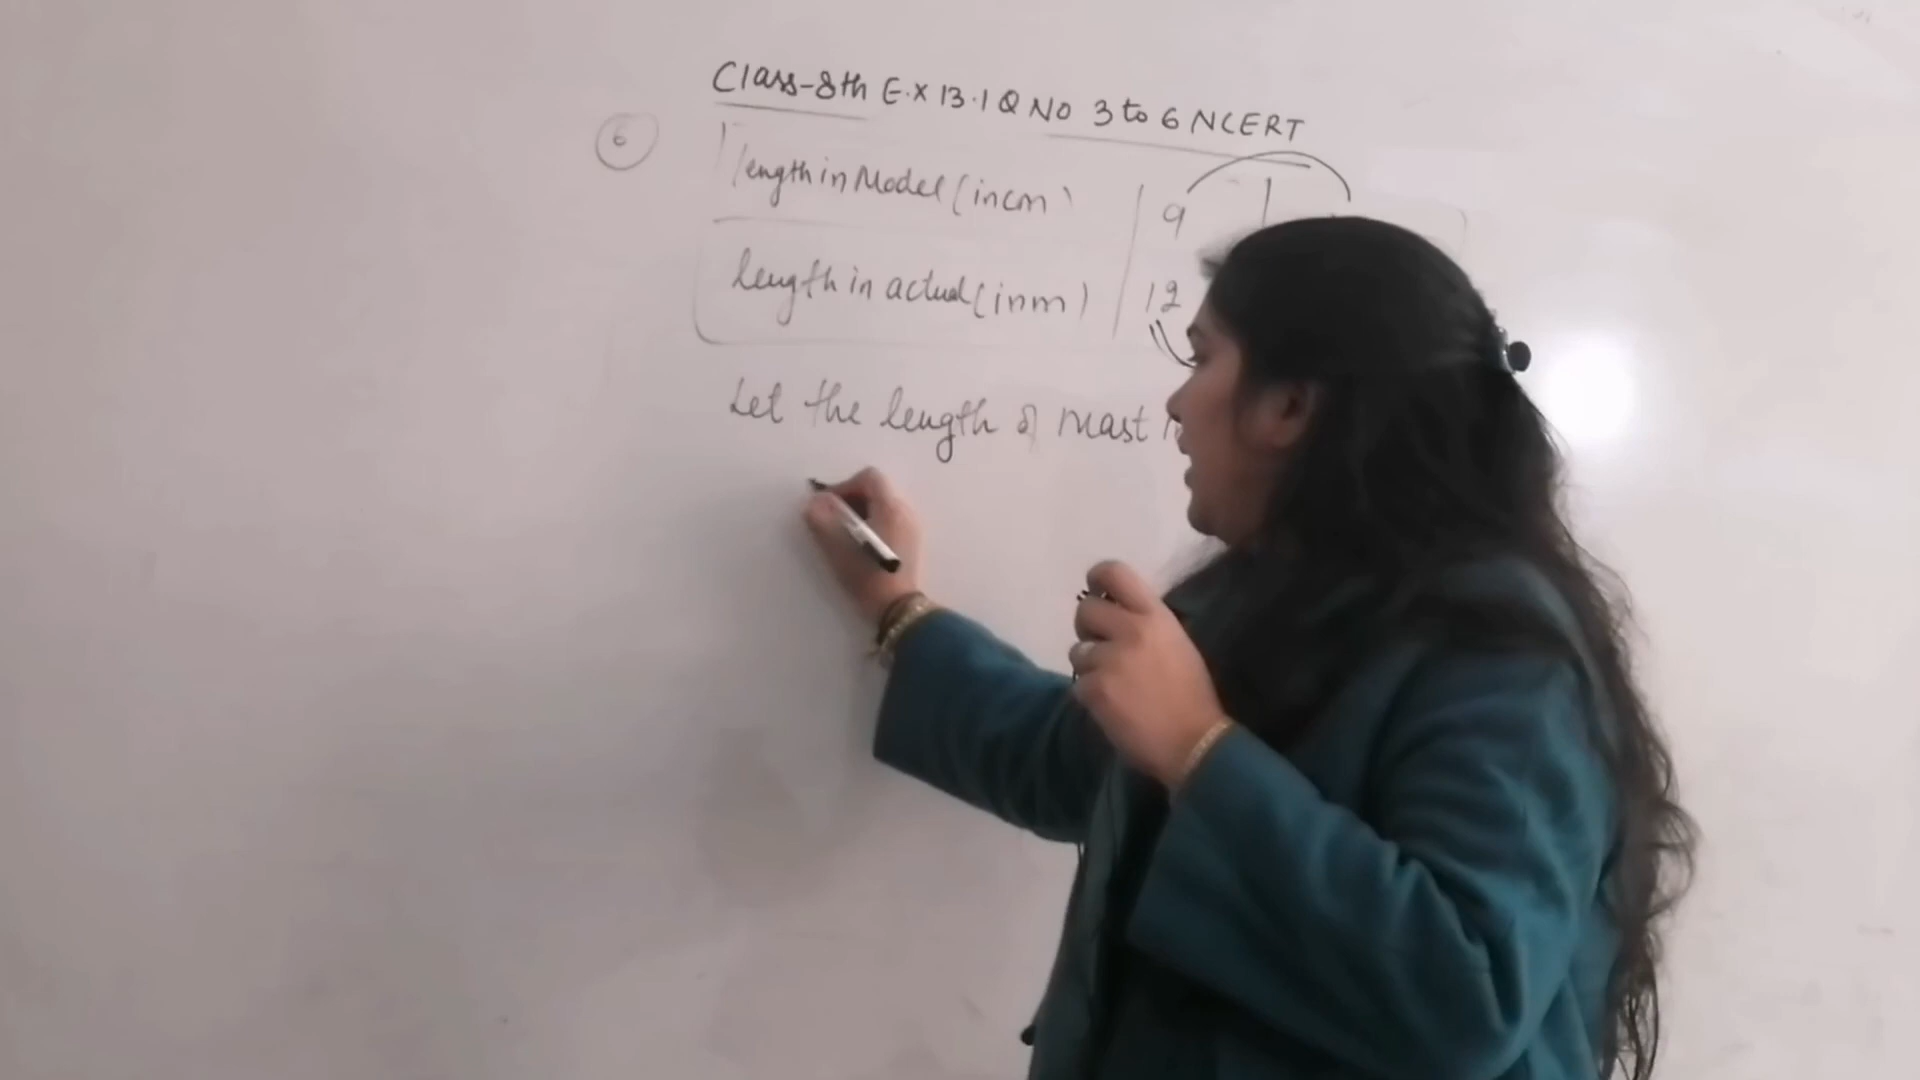 Class-8th E.x 13.1 Q NO 3 to 6 NCERT
6
length in Model (in cm) 9
length in actual (in m) 12
Let the length of mast